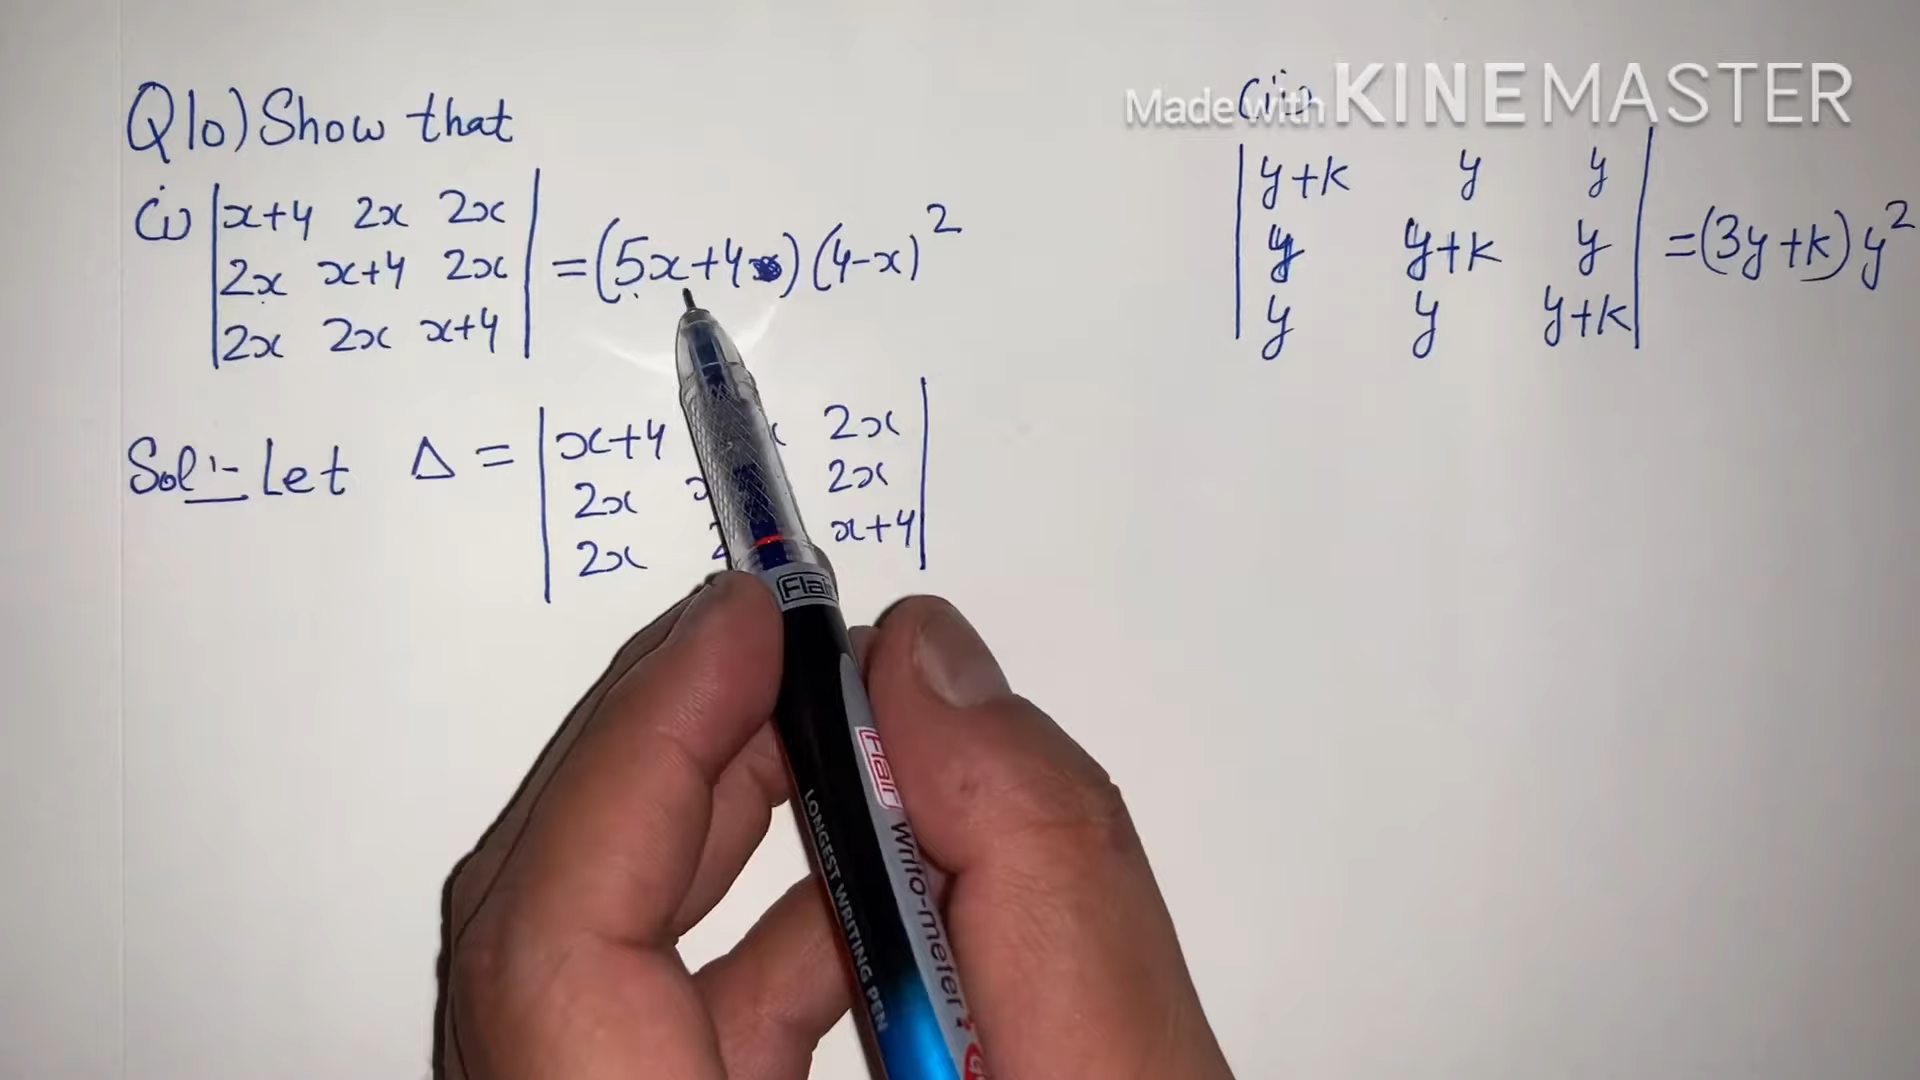 Q10) Show that
(i) |x+4 2x 2x|
|2x x+4 2x| = (5x+4)(4-x)²
|2x 2x x+4|
Sol:- Let Δ = |x+4 2x|
|2x 2x|
|2x x+4|
Made with KINEMASTER
(ii)
|y+k y y|
|y y+k y| = (3y+k) y²
|y y y+k|
Flair
Flair Writo-meter
LONGEST WRITING PEN